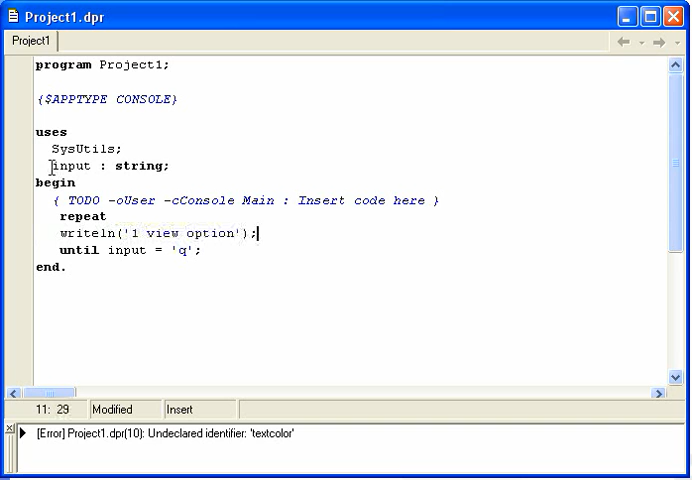 Project1.dpr
Project1
program Project1;
{$APPTYPE CONSOLE}
uses
SysUtils;
input : string;
begin
{ TODO -oUser -cConsole Main : Insert code here }
repeat
writeln('1 view option');
until input = 'q';
end.
11: 29 Modified Insert
[Error] Project1.dpr(10): Undeclared identifier: 'textcolor'